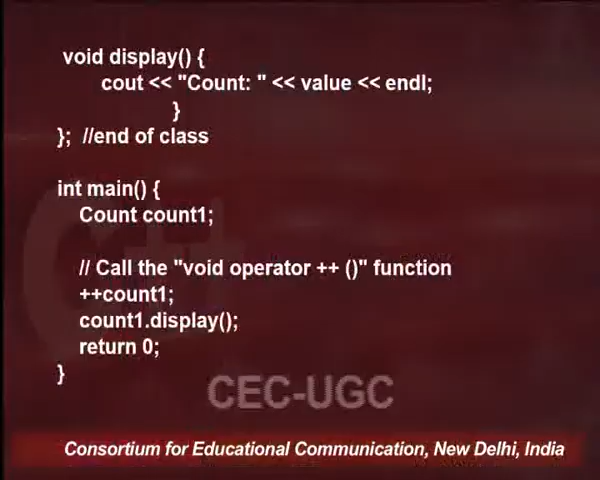 void display() {
cout << "Count: " << value << endl;
}
}; //end of class
int main() {
Count count1;
// Call the "void operator ++ ()" function
++count1;
count1.display();
return 0;
}
C++
CEC-UGC
Consortium for Educational Communication, New Delhi, India